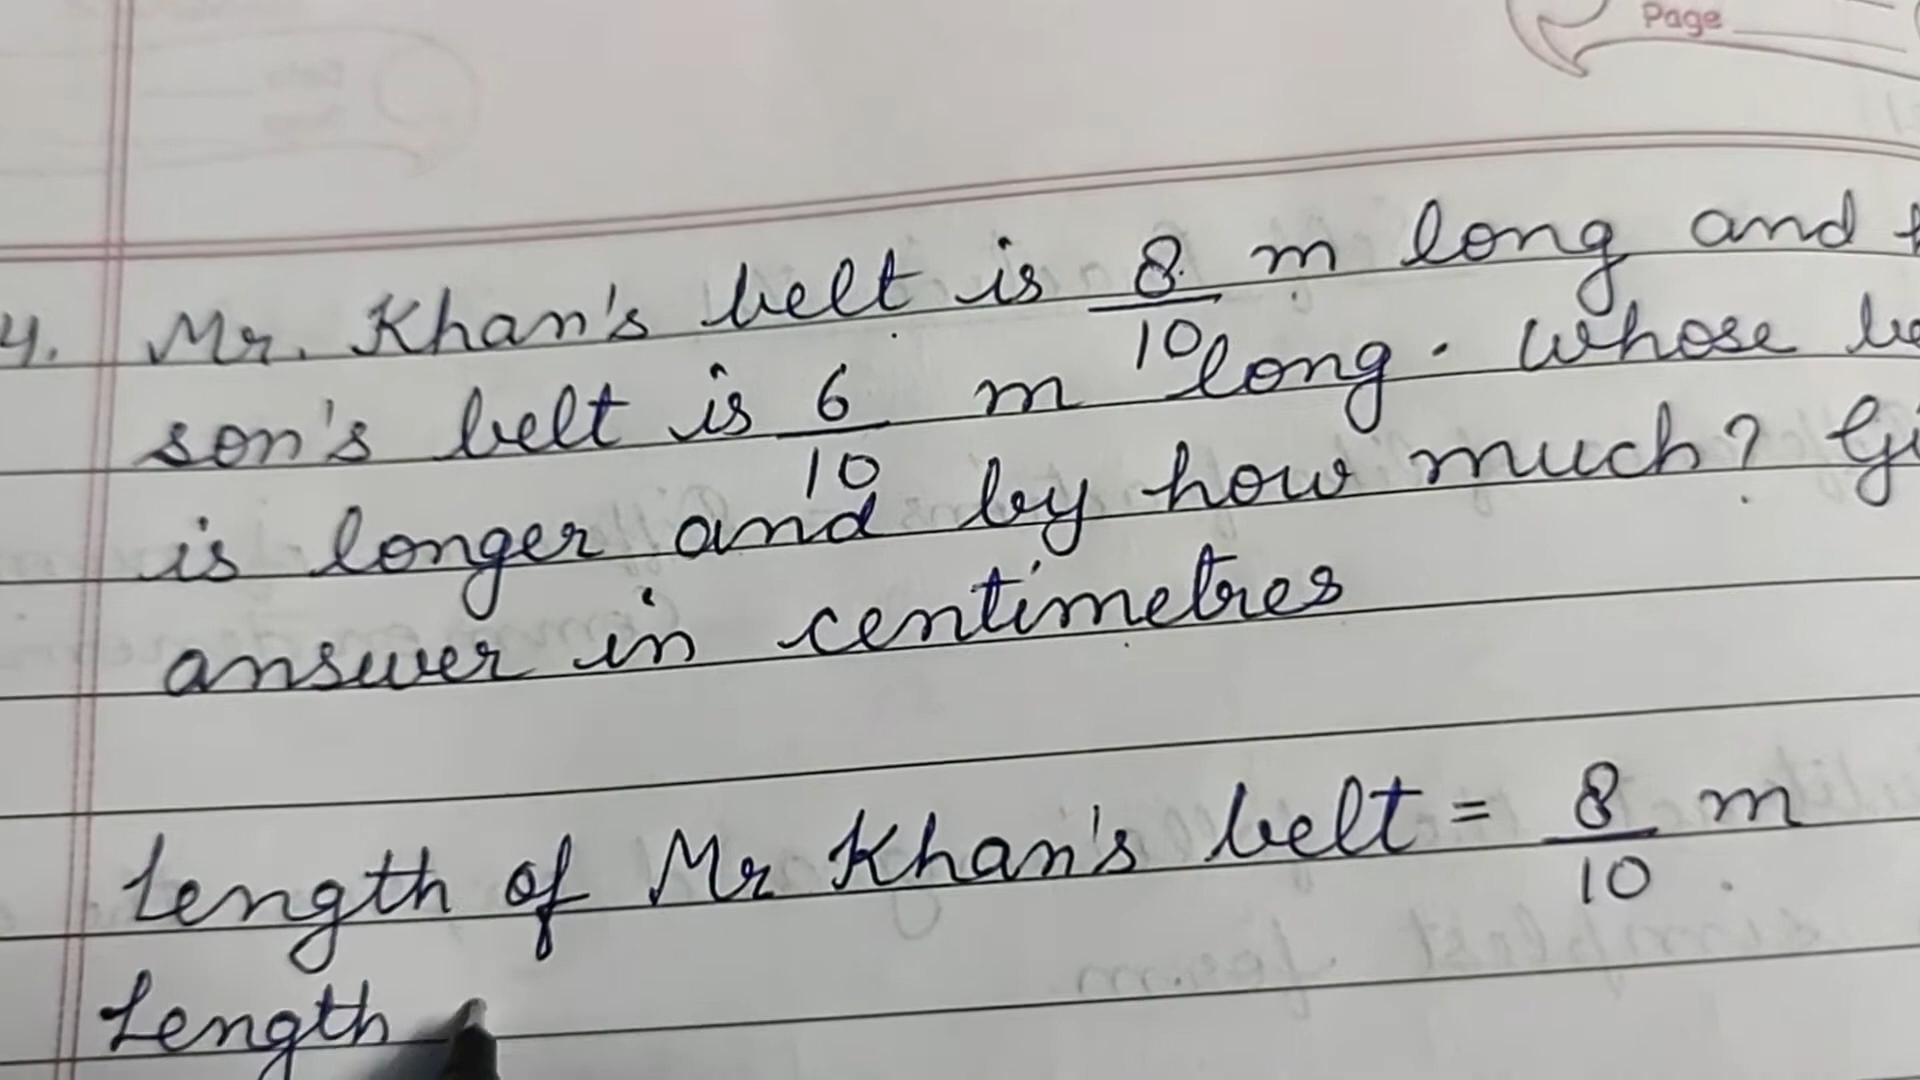 Page
4. Mr. Khan's belt is 8/10 m long and
son's belt is 6/10 m long. Whose
is longer and by how much?
answer in centimetres
Length of Mr Khan's belt = 8/10 m
Length